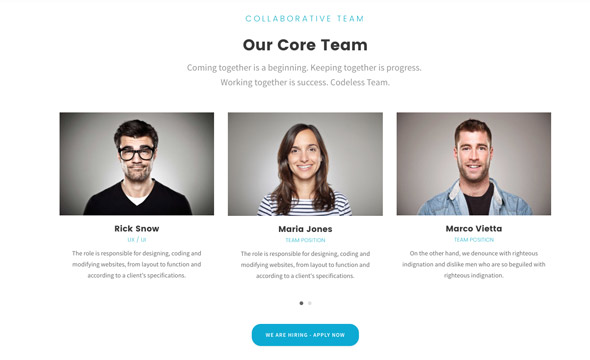 COLLABORATIVE TEAM
Our Core Team
Coming together is a beginning. Keeping together is progress.
Working together is success. Codeless Team.
Rick Snow
UX / UI
The role is responsible for designing, coding and
modifying websites, from layout to function and
according to a client's specifications.
Maria Jones
TEAM POSITION
The role is responsible for designing, coding and
modifying websites, from layout to function and
according to a client's specifications.
Marco Vietta
TEAM POSITION
On the other hand, we denounce with righteous
indignation and dislike men who are so beguiled with
righteous indignation.
WE ARE HIRING - APPLY NOW